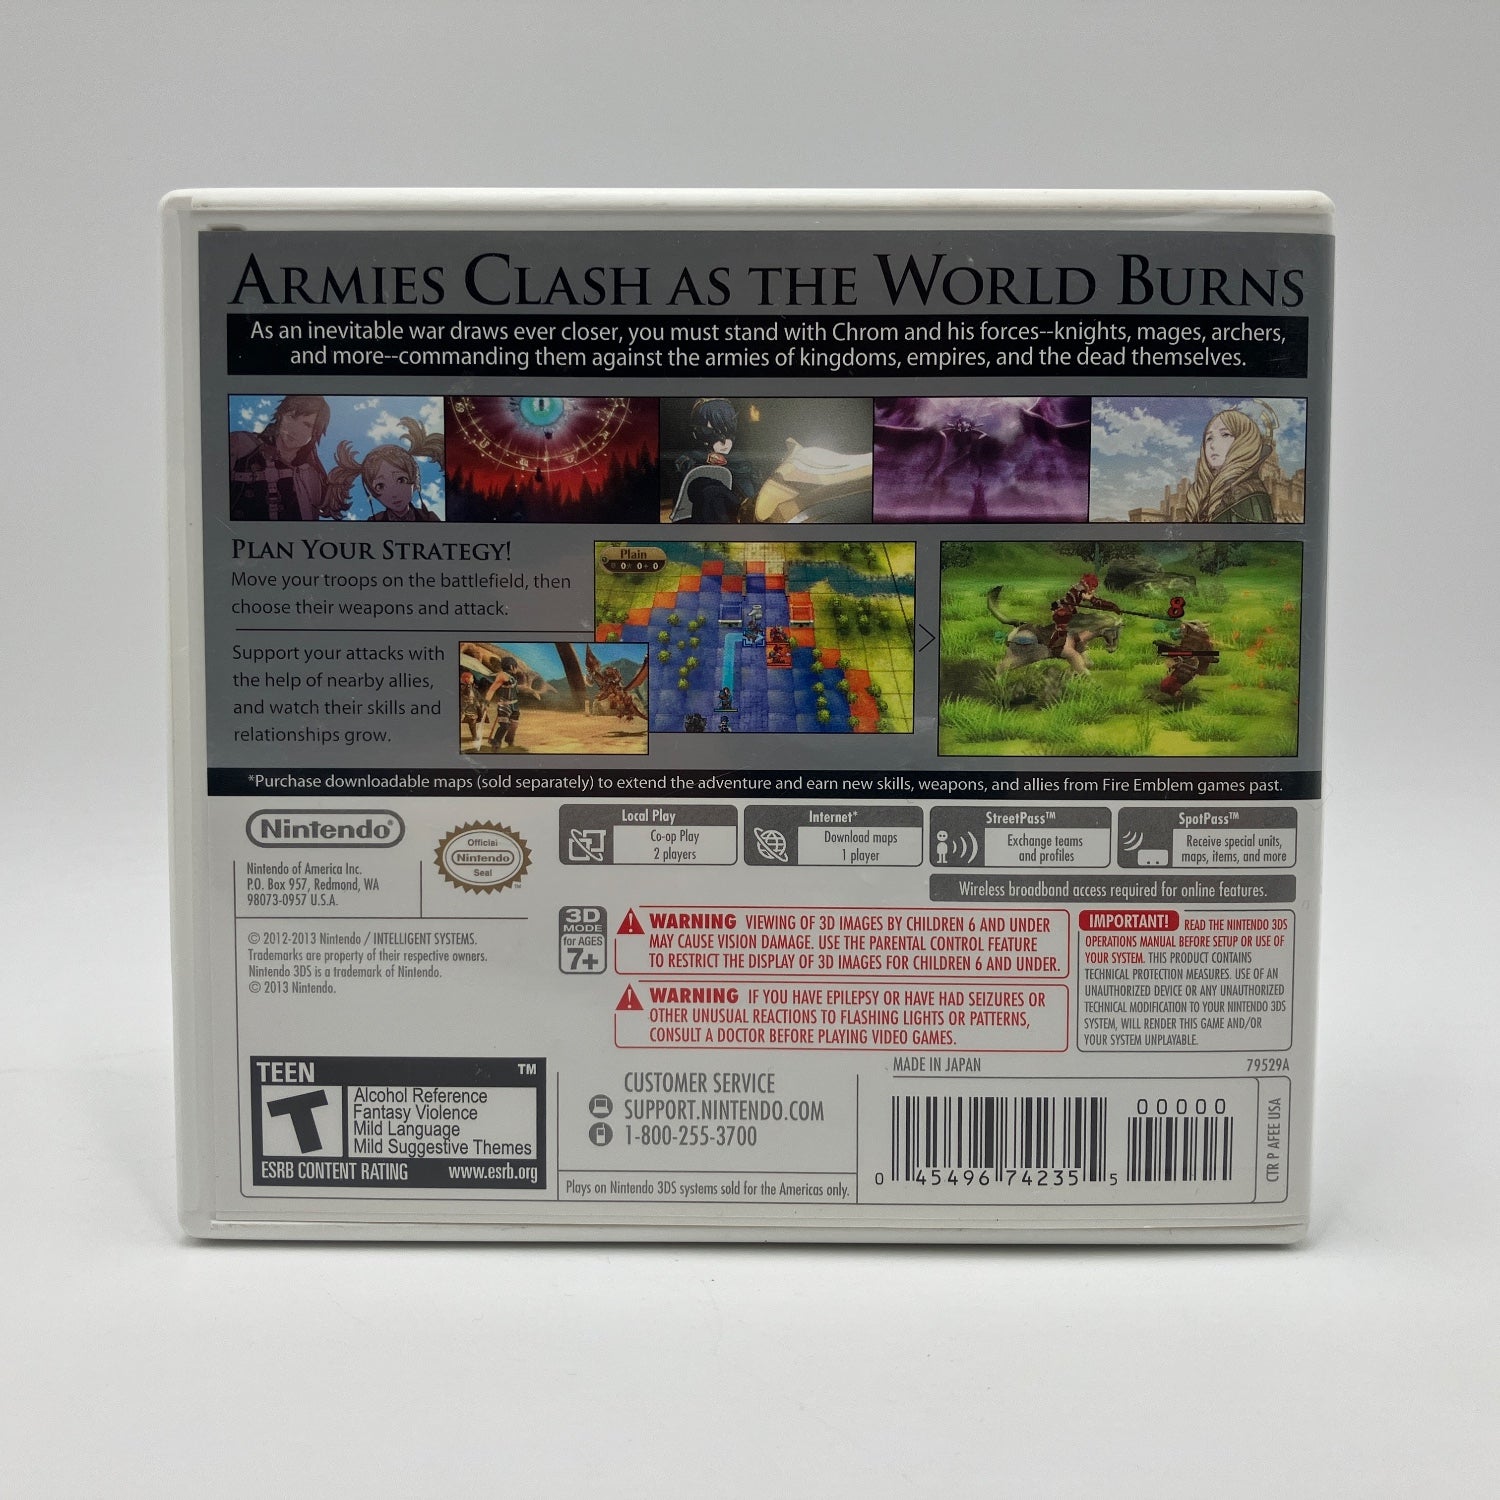 ARMIES CLASH AS THE WORLD BURNS
As an inevitable war draws ever closer, you must stand with Chrom and his forces--knights, mages, archers,
and more--commanding them against the armies of kingdoms, empires, and the dead themselves.
PLAN YOUR STRATEGY!
Move your troops on the battlefield, then
choose their weapons and attack.
Support your attacks with
the help of nearby allies,
and watch their skills and
relationships grow.
Plain
8
*Purchase downloadable maps (sold separately) to extend the adventure and earn new skills, weapons, and allies from Fire Emblem games past.
Nintendo®
Nintendo of America Inc.
P.O. Box 957, Redmond, WA
98073-0957 U.S.A.
Official
Nintendo
Seal
™
Local Play
Co-op Play
2 players
Internet*
Download maps
1 player
StreetPass™
Exchange teams
and profiles
SpotPass™
Receive special units,
maps, items, and more
Wireless broadband access required for online features.
© 2012-2013 Nintendo / INTELLIGENT SYSTEMS.
Trademarks are property of their respective owners.
Nintendo 3DS is a trademark of Nintendo.
© 2013 Nintendo.
3D
MODE
for AGES
7+
WARNING VIEWING OF 3D IMAGES BY CHILDREN 6 AND UNDER
MAY CAUSE VISION DAMAGE. USE THE PARENTAL CONTROL FEATURE
TO RESTRICT THE DISPLAY OF 3D IMAGES FOR CHILDREN 6 AND UNDER.
WARNING IF YOU HAVE EPILEPSY OR HAVE HAD SEIZURES OR
OTHER UNUSUAL REACTIONS TO FLASHING LIGHTS OR PATTERNS,
CONSULT A DOCTOR BEFORE PLAYING VIDEO GAMES.
IMPORTANT! READ THE NINTENDO 3DS
OPERATIONS MANUAL BEFORE SETUP OR USE OF
YOUR SYSTEM. THIS PRODUCT CONTAINS
TECHNICAL PROTECTION MEASURES. USE OF AN
UNAUTHORIZED DEVICE OR ANY UNAUTHORIZED
TECHNICAL MODIFICATION TO YOUR NINTENDO 3DS
SYSTEM, WILL RENDER THIS GAME AND/OR
YOUR SYSTEM UNPLAYABLE.
TEEN ™
T
Alcohol Reference
Fantasy Violence
Mild Language
Mild Suggestive Themes
ESRB CONTENT RATING www.esrb.org
CUSTOMER SERVICE
SUPPORT.NINTENDO.COM
1-800-255-3700
Plays on Nintendo 3DS systems sold for the Americas only.
MADE IN JAPAN
79529A
00000
0 45496 74235 5
CTR P AFEE USA